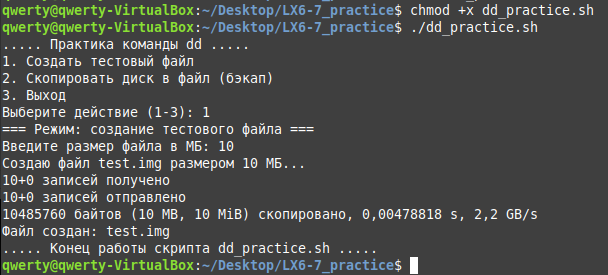 qwerty@qwerty-VirtualBox:~/Desktop/LX6-7_practice$ chmod +x dd_practice.sh
qwerty@qwerty-VirtualBox:~/Desktop/LX6-7_practice$ ./dd_practice.sh
..... Практика команды dd .....
1. Создать тестовый файл
2. Скопировать диск в файл (бэкап)
3. Выход
Выберите действие (1-3): 1
=== Режим: создание тестового файла ===
Введите размер файла в МБ: 10
Создаю файл test.img размером 10 МБ...
10+0 записей получено
10+0 записей отправлено
10485760 байтов (10 MB, 10 MiB) скопировано, 0,00478818 s, 2,2 GB/s
Файл создан: test.img
..... Конец работы скрипта dd_practice.sh .....
qwerty@qwerty-VirtualBox:~/Desktop/LX6-7_practice$